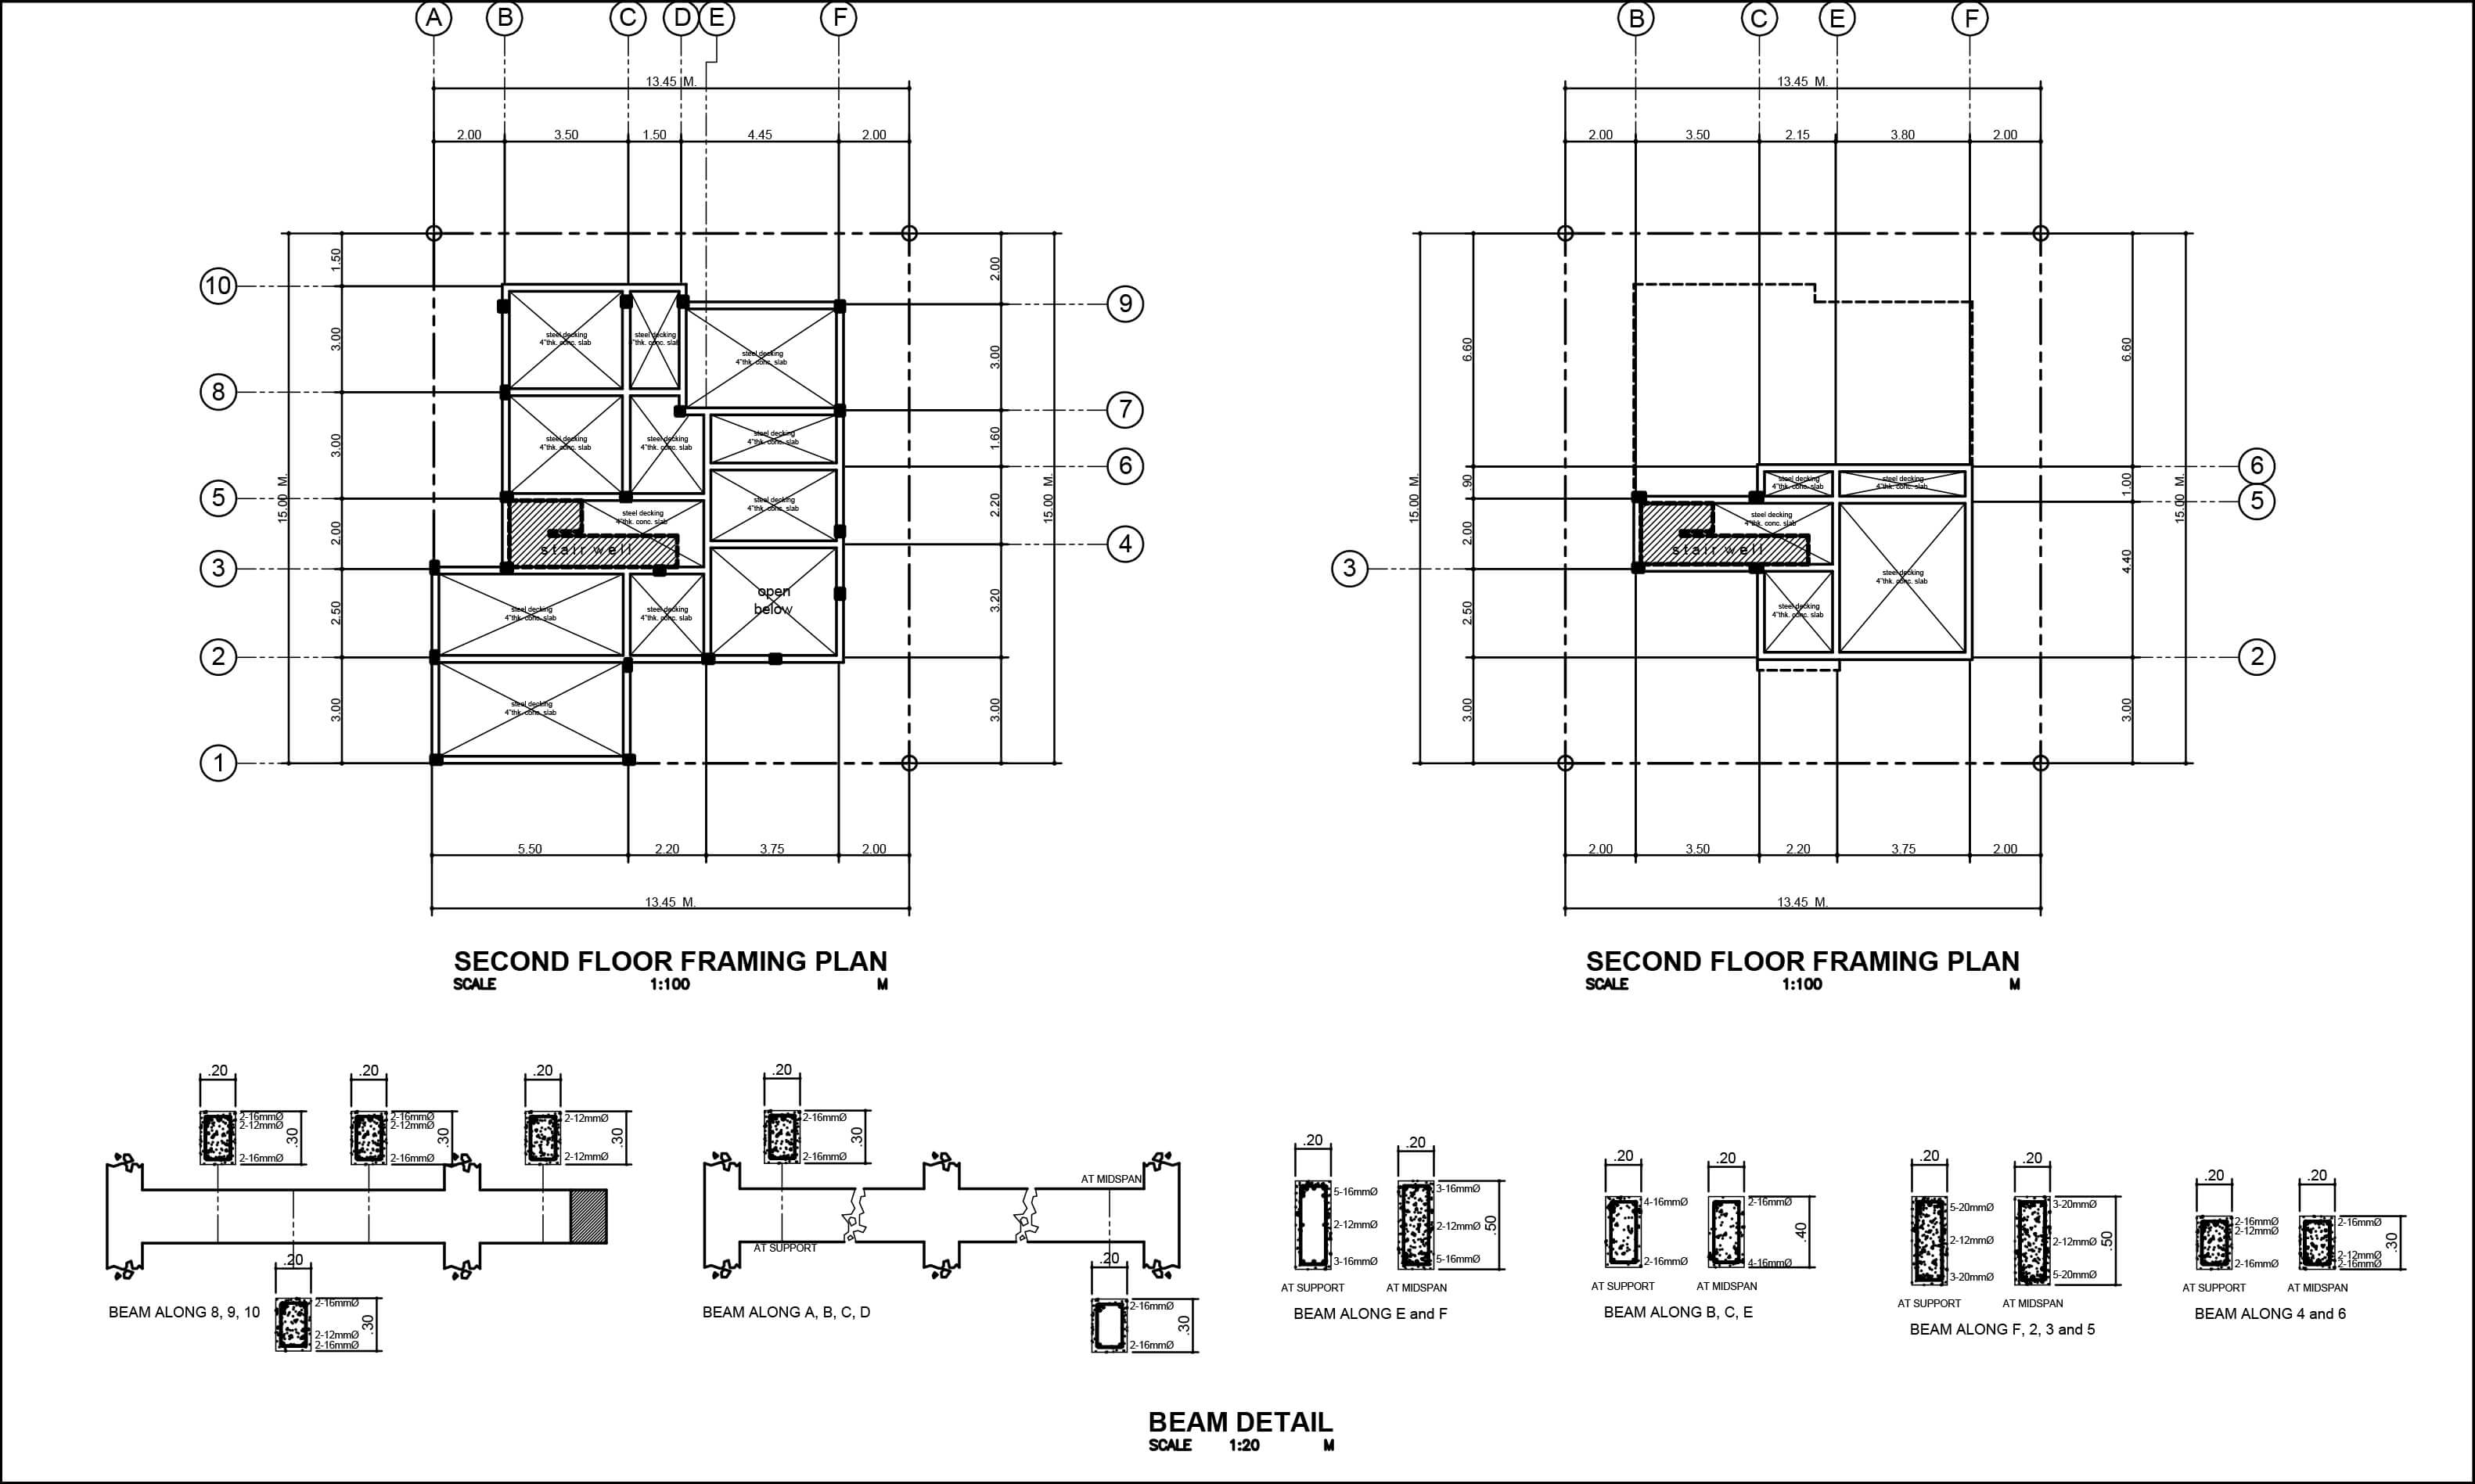 A B C D E F
13.45 M.
2.00 3.50 1.50 4.45 2.00
10
8
5
3
2
1
15.00 M.
1.50
3.00
3.00
2.00
2.50
3.00
steel decking
4"thk. conc. slab
steel decking
4"thk. conc. slab
steel decking
4"thk. conc. slab
steel decking
4"thk. conc. slab
steel decking
4"thk. conc. slab
steel decking
4"thk. conc. slab
steel decking
4"thk. conc. slab
steel decking
4"thk. conc. slab
stair well
steel decking
4"thk. conc. slab
steel decking
4"thk. conc. slab
open
below
steel decking
4"thk. conc. slab
2.00
3.00
1.60
2.20
3.20
3.00
15.00 M.
9
7
6
4
5.50 2.20 3.75 2.00
13.45 M.
SECOND FLOOR FRAMING PLAN
SCALE 1:100 M
B C E F
13.45 M.
2.00 3.50 2.15 3.80 2.00
3
15.00 M.
6.60
.90
2.00
2.50
3.00
steel decking
4"thk. conc. slab
steel decking
4"thk. conc. slab
steel decking
4"thk. conc. slab
stair well
steel decking
4"thk. conc. slab
steel decking
4"thk. conc. slab
6.60
1.00
4.40
3.00
15.00 M.
6
5
2
2.00 3.50 2.20 3.75 2.00
13.45 M.
SECOND FLOOR FRAMING PLAN
SCALE 1:100 M
.20
2-16mmØ
2-12mmØ
2-16mmØ
.30
.20
2-16mmØ
2-12mmØ
2-16mmØ
.30
.20
2-12mmØ
2-12mmØ
.30
.20
2-16mmØ
2-12mmØ
2-16mmØ
.30
BEAM ALONG 8, 9, 10
.20
2-16mmØ
2-16mmØ
.30
AT SUPPORT
AT MIDSPAN
.20
2-16mmØ
2-16mmØ
.30
BEAM ALONG A, B, C, D
.20
5-16mmØ
2-12mmØ
3-16mmØ
AT SUPPORT
.20
3-16mmØ
2-12mmØ
5-16mmØ
.50
AT MIDSPAN
BEAM ALONG E and F
.20
4-16mmØ
2-16mmØ
AT SUPPORT
.20
2-16mmØ
4-16mmØ
.40
AT MIDSPAN
BEAM ALONG B, C, E
.20
5-20mmØ
2-12mmØ
3-20mmØ
AT SUPPORT
.20
3-20mmØ
2-12mmØ
5-20mmØ
.50
AT MIDSPAN
BEAM ALONG F, 2, 3 and 5
.20
2-16mmØ
2-12mmØ
2-16mmØ
AT SUPPORT
.20
2-16mmØ
2-12mmØ
2-16mmØ
.30
AT MIDSPAN
BEAM ALONG 4 and 6
BEAM DETAIL
SCALE 1:20 M